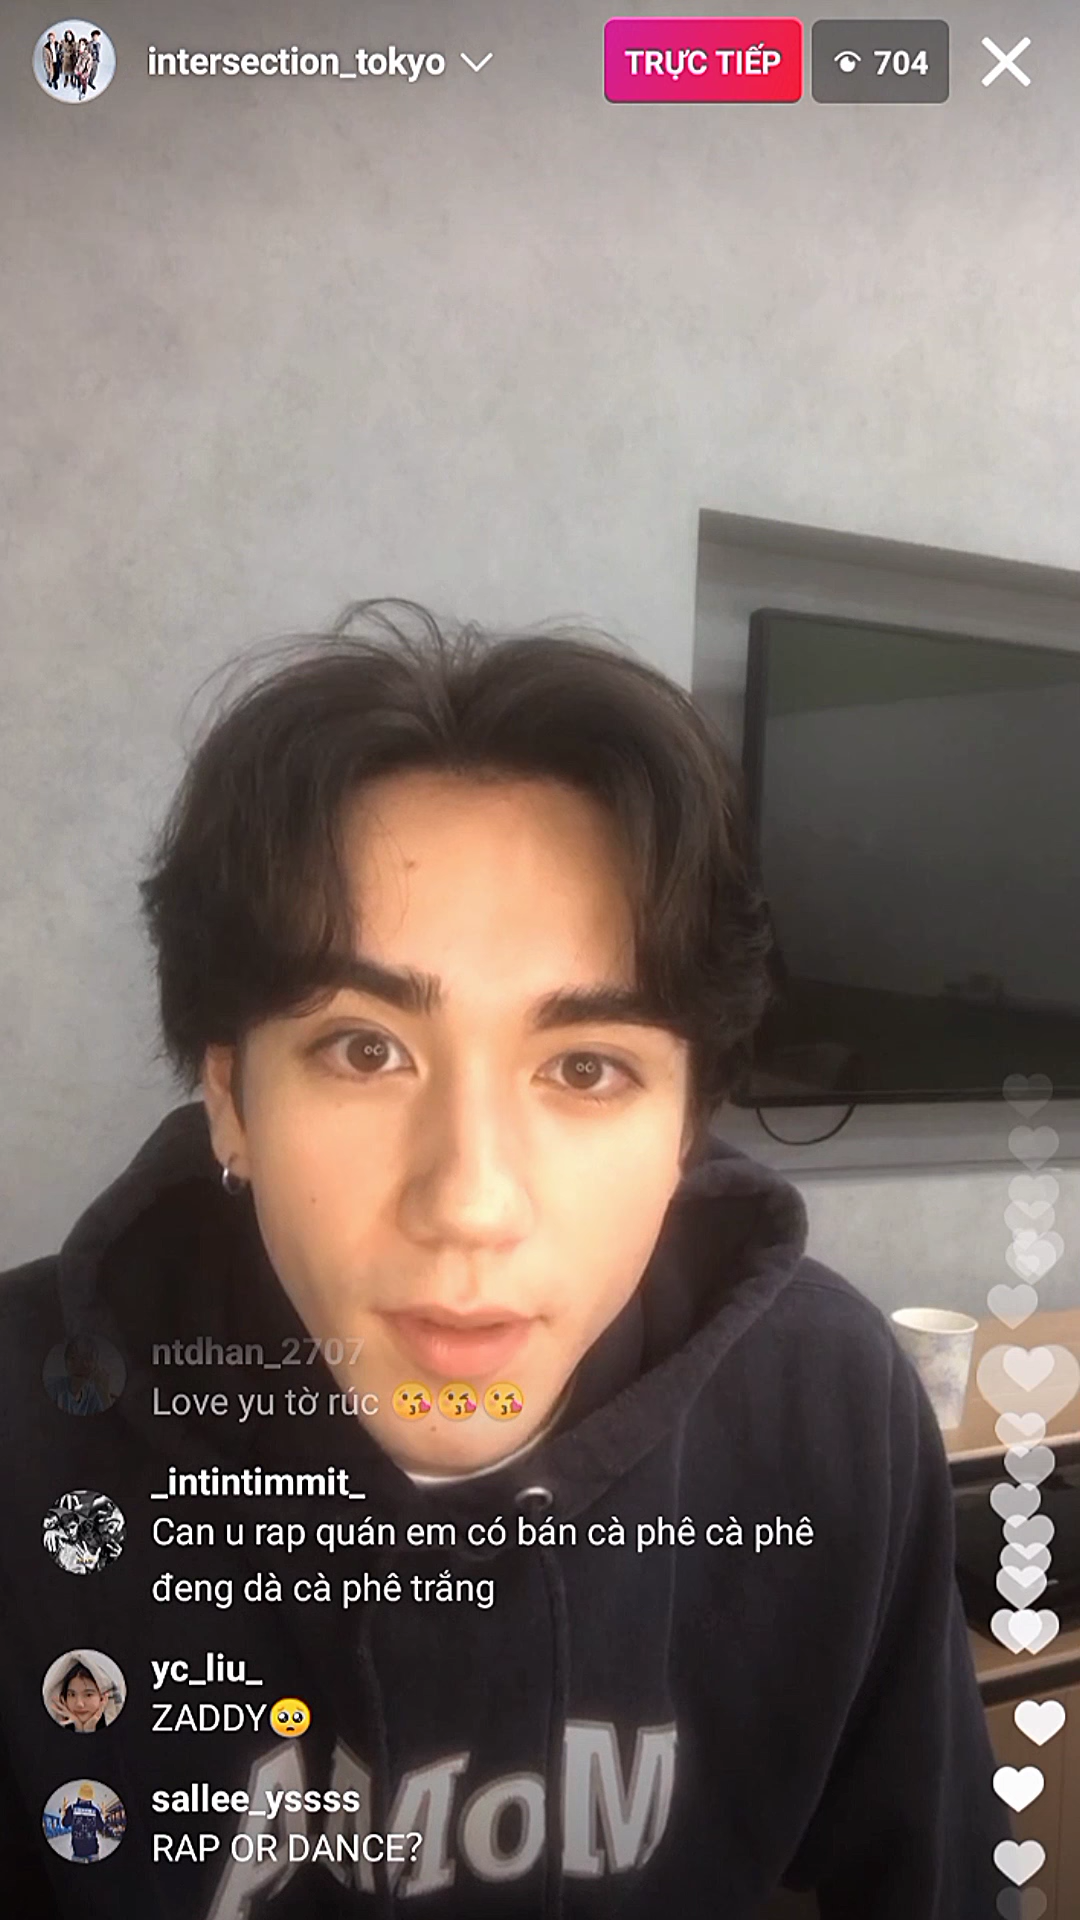 intersection_tokyo
TRỰC TIẾP
704
ntdhan_2707
Love yu tờ rúc 😘😘😘
_intintimmit_
Can u rap quán em có bán cà phê cà phê
đeng dà cà phê trắng
yc_liu_
ZADDY🥺
sallee_yssss
RAP OR DANCE?
AMoM